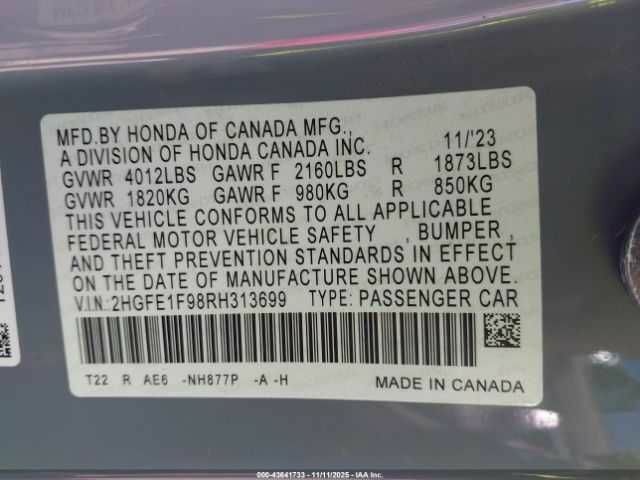 MFD.BY HONDA OF CANADA MFG.,
A DIVISION OF HONDA CANADA INC. 11/'23
GVWR 4012LBS GAWR F 2160LBS R 1873LBS
GVWR 1820KG GAWR F 980KG R 850KG
THIS VEHICLE CONFORMS TO ALL APPLICABLE
FEDERAL MOTOR VEHICLE SAFETY , BUMPER ,
AND THEFT PREVENTION STANDARDS IN EFFECT
ON THE DATE OF MANUFACTURE SHOWN ABOVE.
V.I.N: 2HGFE1F98RH313699 TYPE: PASSENGER CAR
T22 R AE6 -NH877P -A -H
MADE IN CANADA
000-43641733 - 11/11/2025 - IAA Corp.